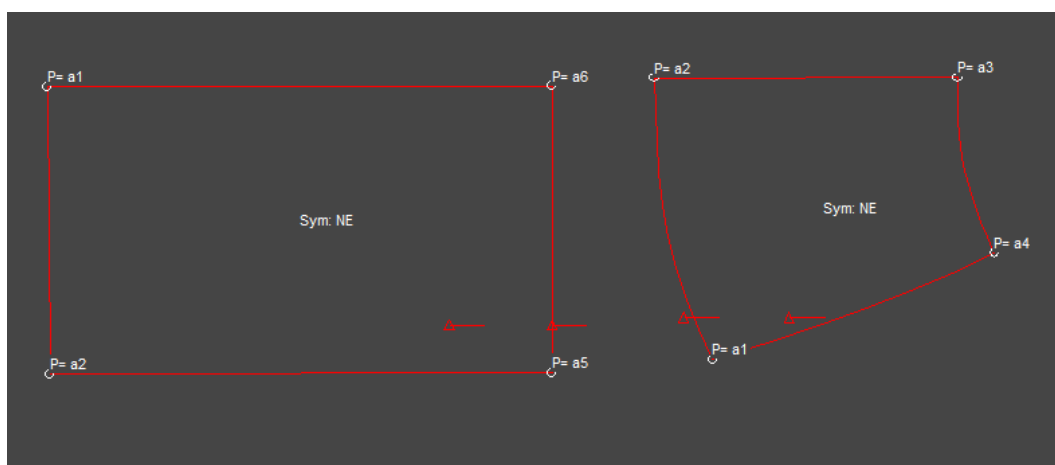 P= a1
P= a6
Sym: NE
P= a2
P= a5
P= a2
P= a3
Sym: NE
P= a4
P= a1